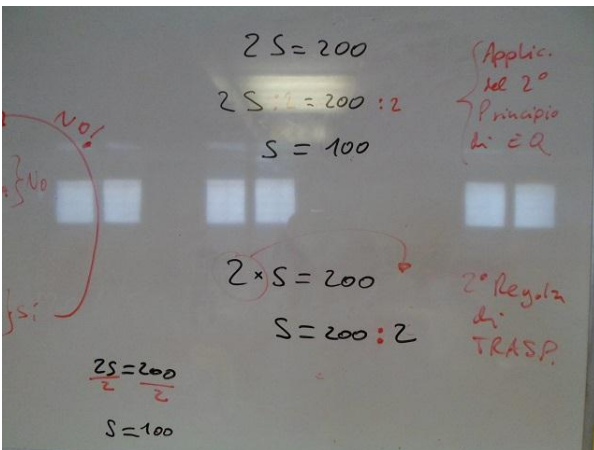 2S = 200
2S :2 = 200 :2
S = 100
Applic.
del 2°
Principio
di EQ
No!
}No
}Sí
2 × S = 200
S = 200 : 2
2° Regola
di
TRASP.
2S = 200
2 2
S = 100